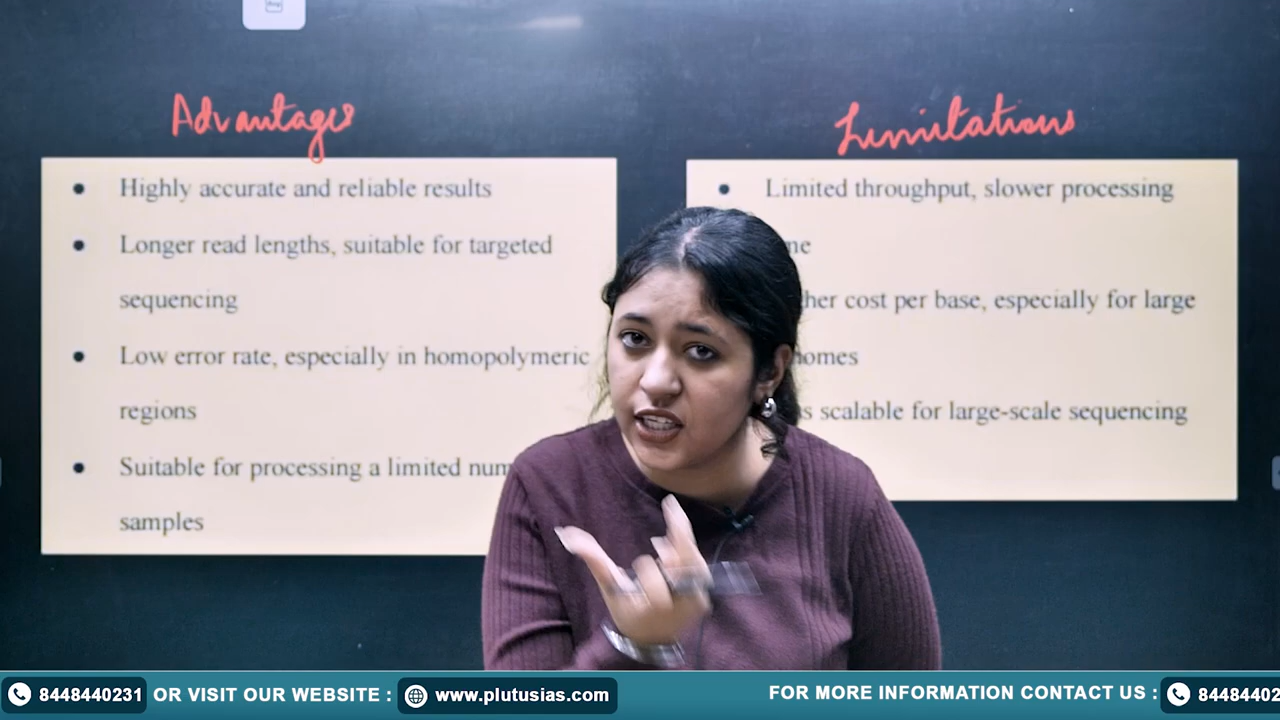 Advantages
Limitations
• Highly accurate and reliable results
• Longer read lengths, suitable for targeted
sequencing
• Low error rate, especially in homopolymeric
regions
• Suitable for processing a limited num
samples
• Limited throughput, slower processing
me
her cost per base, especially for large
nomes
ss scalable for large-scale sequencing
8448440231 OR VISIT OUR WEBSITE : www.plutusias.com
FOR MORE INFORMATION CONTACT US : 84484402